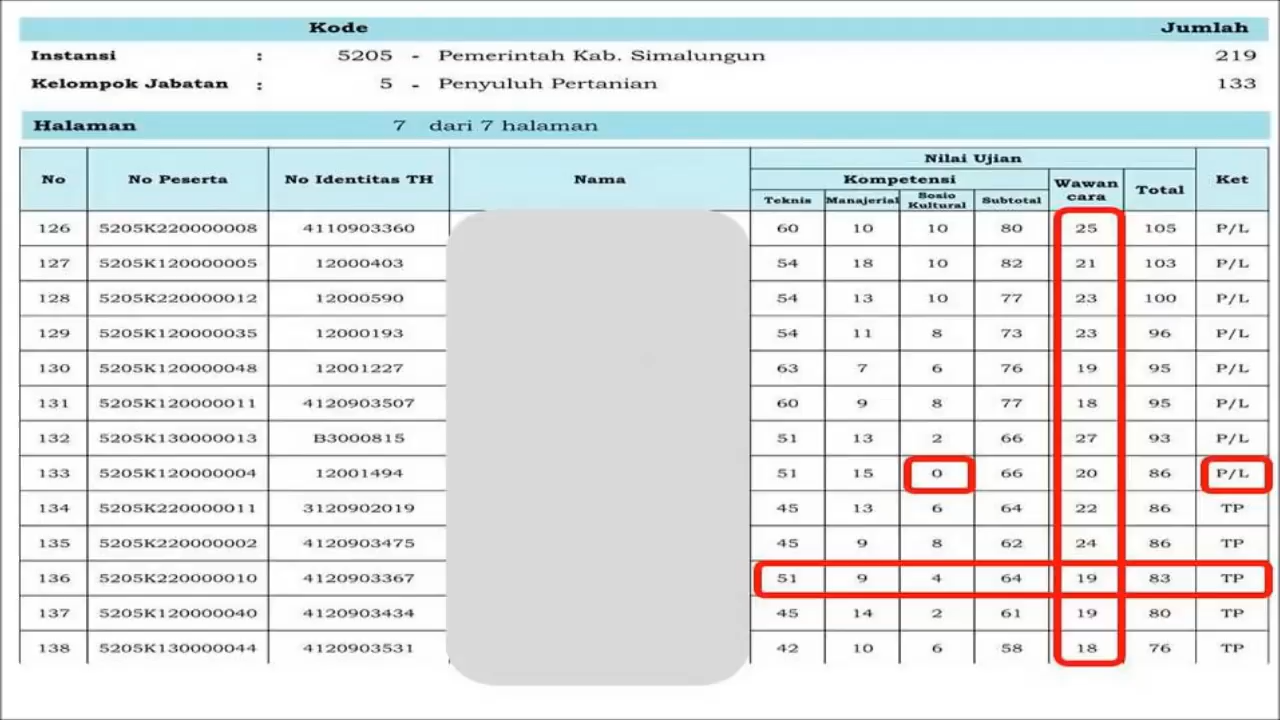 Kode Jumlah
Instansi : 5205 - Pemerintah Kab. Simalungun 219
Kelompok Jabatan : 5 - Penyuluh Pertanian 133
Halaman 7 dari 7 halaman
No No Peserta No Identitas TH Nama Nilai Ujian Ket
Kompetensi Wawan cara Total
Teknis Manajerial Sosio Kultural Subtotal
126 5205K220000008 4110903360 60 10 10 80 25 105 P/L
127 5205K120000005 12000403 54 18 10 82 21 103 P/L
128 5205K220000012 12000590 54 13 10 77 23 100 P/L
129 5205K120000035 12000193 54 11 8 73 23 96 P/L
130 5205K120000048 12001227 63 7 6 76 19 95 P/L
131 5205K120000011 4120903507 60 9 8 77 18 95 P/L
132 5205K130000013 B3000815 51 13 2 66 27 93 P/L
133 5205K120000004 12001494 51 15 0 66 20 86 P/L
134 5205K220000011 3120902019 45 13 6 64 22 86 TP
135 5205K220000002 4120903475 45 9 8 62 24 86 TP
136 5205K220000010 4120903367 51 9 4 64 19 83 TP
137 5205K120000040 4120903434 45 14 2 61 19 80 TP
138 5205K130000044 4120903531 42 10 6 58 18 76 TP